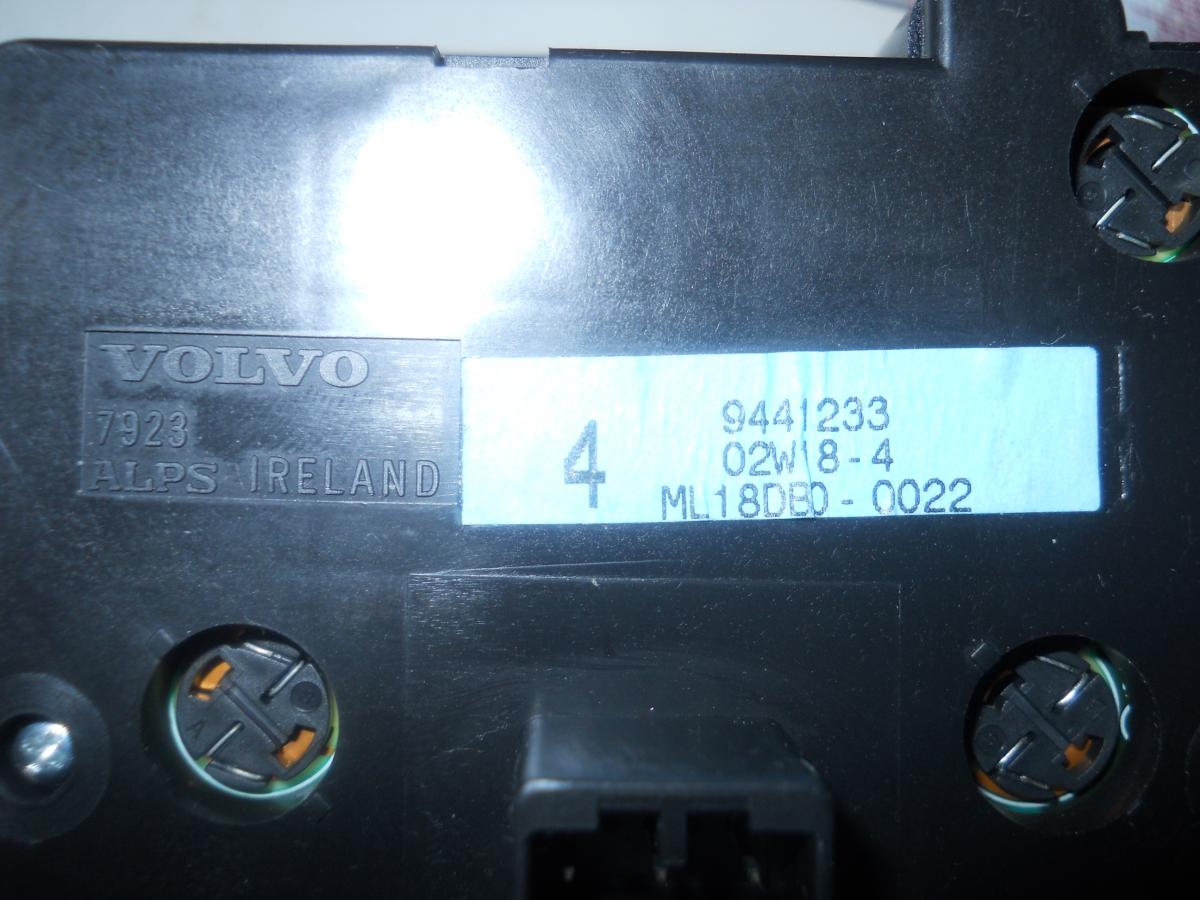 VOLVO
7923
ALPS IRELAND
4
9441233
02W18-4
ML18DB0-0022
A